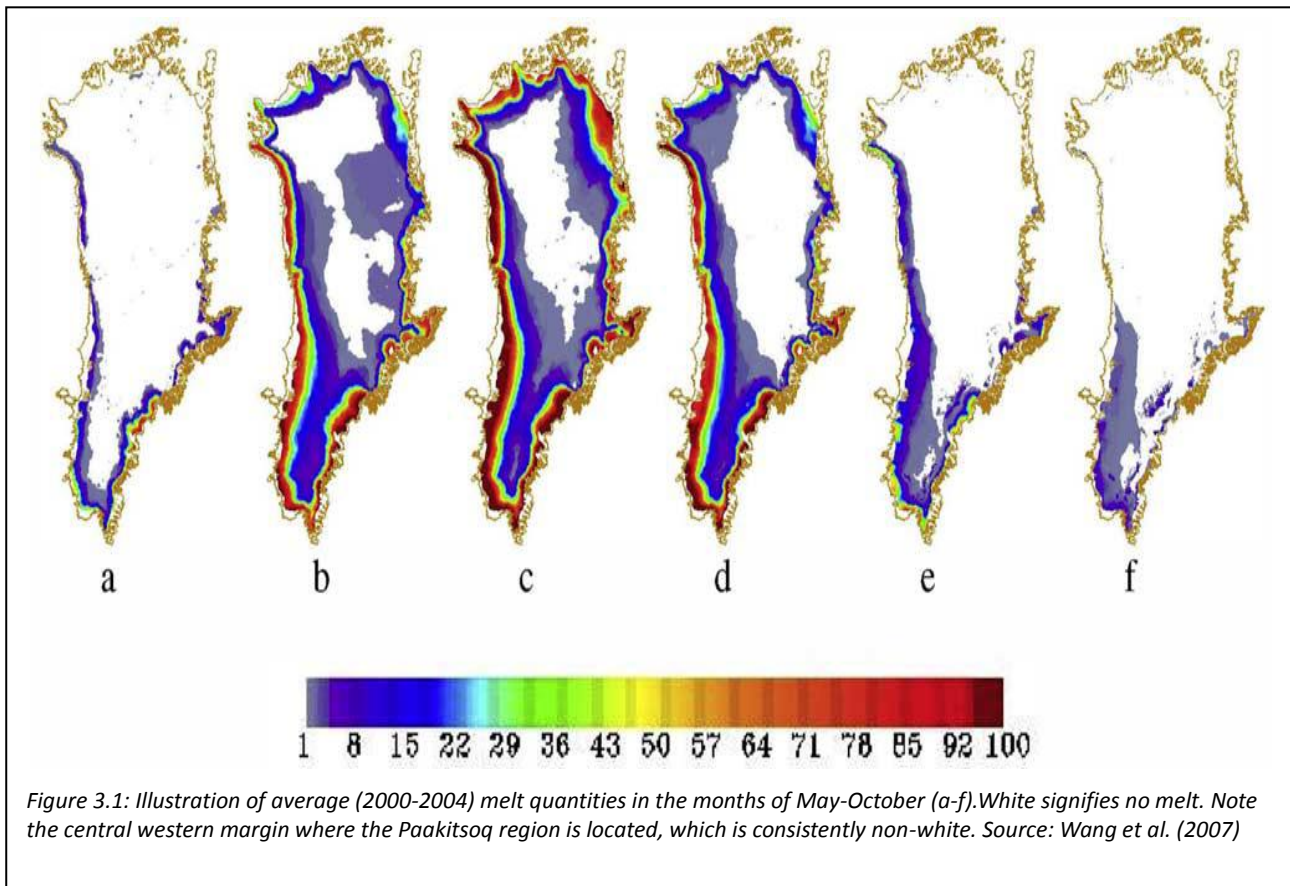 a b c d e f
1 8 15 22 29 36 43 50 57 64 71 78 85 92 100
Figure 3.1: Illustration of average (2000-2004) melt quantities in the months of May-October (a-f).White signifies no melt. Note
the central western margin where the Paakitsoq region is located, which is consistently non-white. Source: Wang et al. (2007)